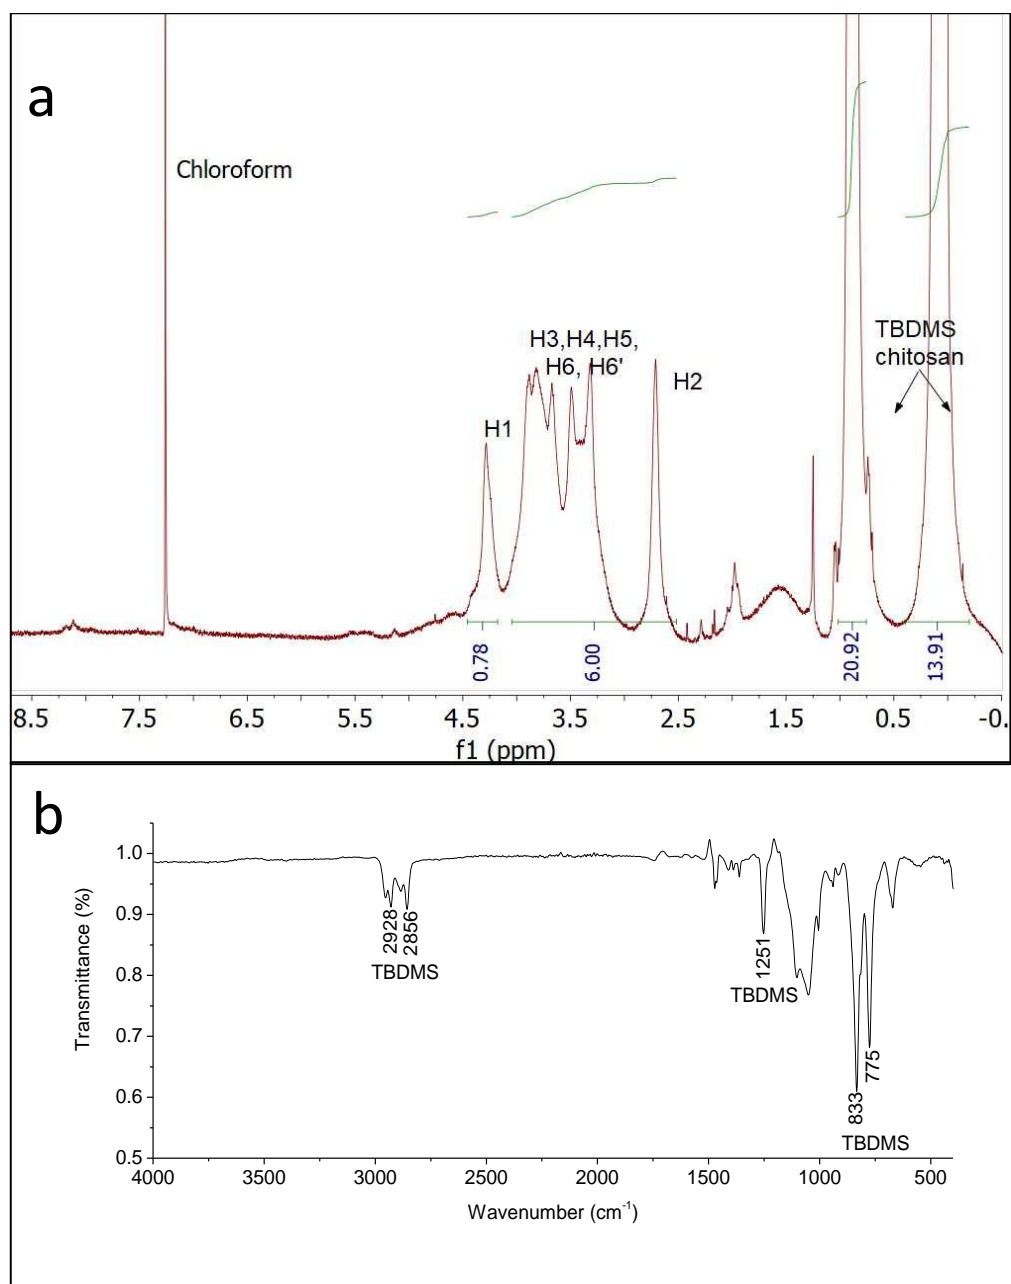 a
Chloroform
H3,H4,H5,
H6, H6'
TBDMS
chitosan
H2
H1
0.78
6.00
20.92
13.91
8.5 7.5 6.5 5.5 4.5 3.5 2.5 1.5 0.5 -0.
f1 (ppm)
b
1.0
0.9
0.8
0.7
0.6
0.5
Transmittance (%)
2928
2856
TBDMS
1251
TBDMS
833
775
TBDMS
4000 3500 3000 2500 2000 1500 1000 500
Wavenumber (cm⁻¹)